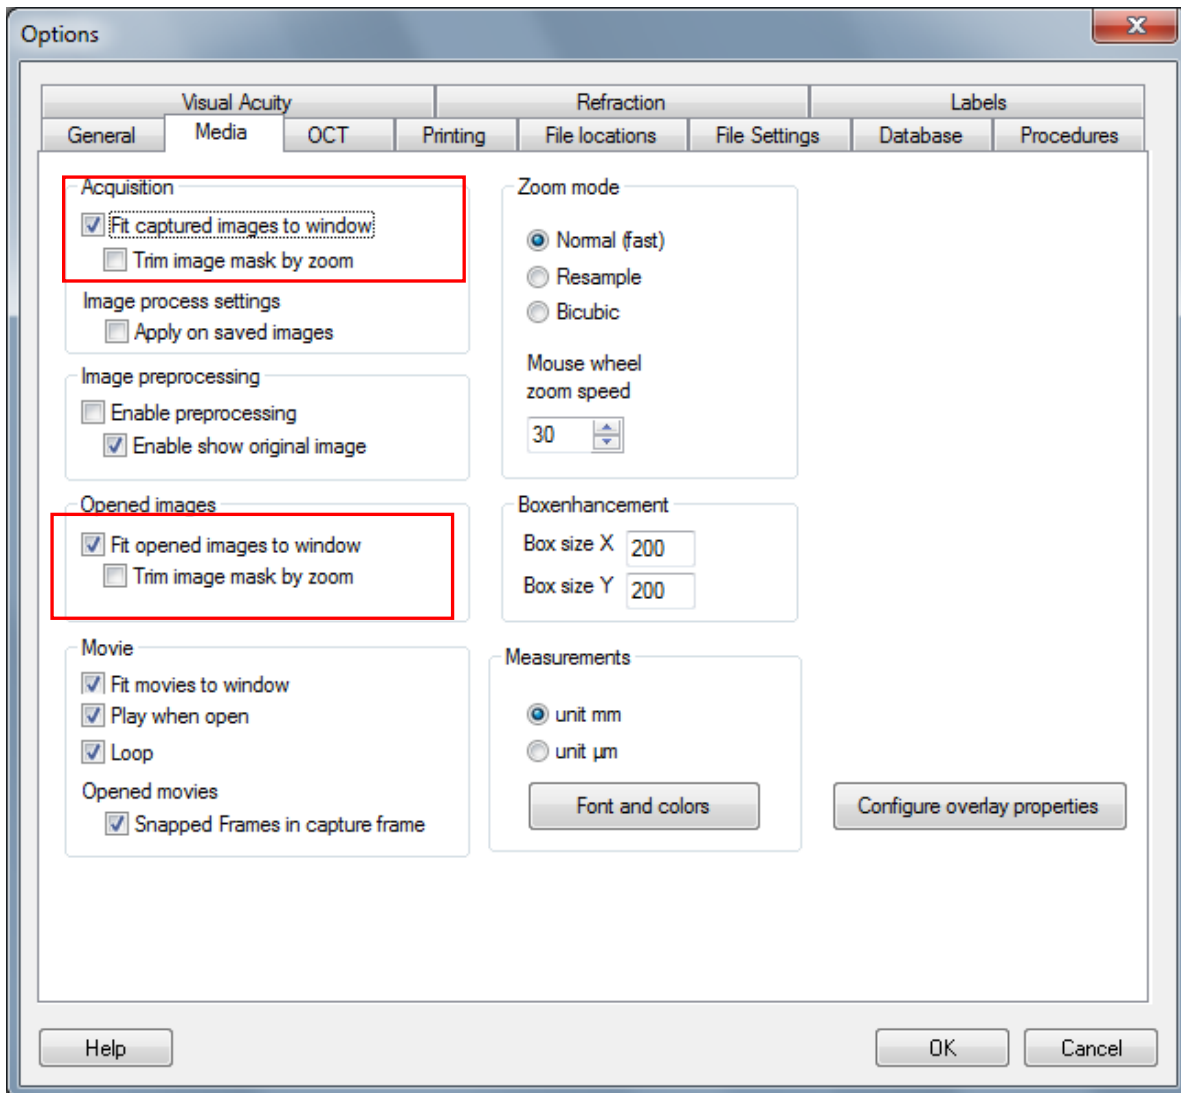 Options
Visual Acuity
Refraction
Labels
General
Media
OCT
Printing
File locations
File Settings
Database
Procedures
Acquisition
Fit captured images to window
Trim image mask by zoom
Image process settings
Apply on saved images
Image preprocessing
Enable preprocessing
Enable show original image
Opened images
Fit opened images to window
Trim image mask by zoom
Movie
Fit movies to window
Play when open
Loop
Opened movies
Snapped Frames in capture frame
Zoom mode
Normal (fast)
Resample
Bicubic
Mouse wheel
zoom speed
30
Boxenhancement
Box size X 200
Box size Y 200
Measurements
unit mm
unit µm
Font and colors
Configure overlay properties
Help
OK
Cancel